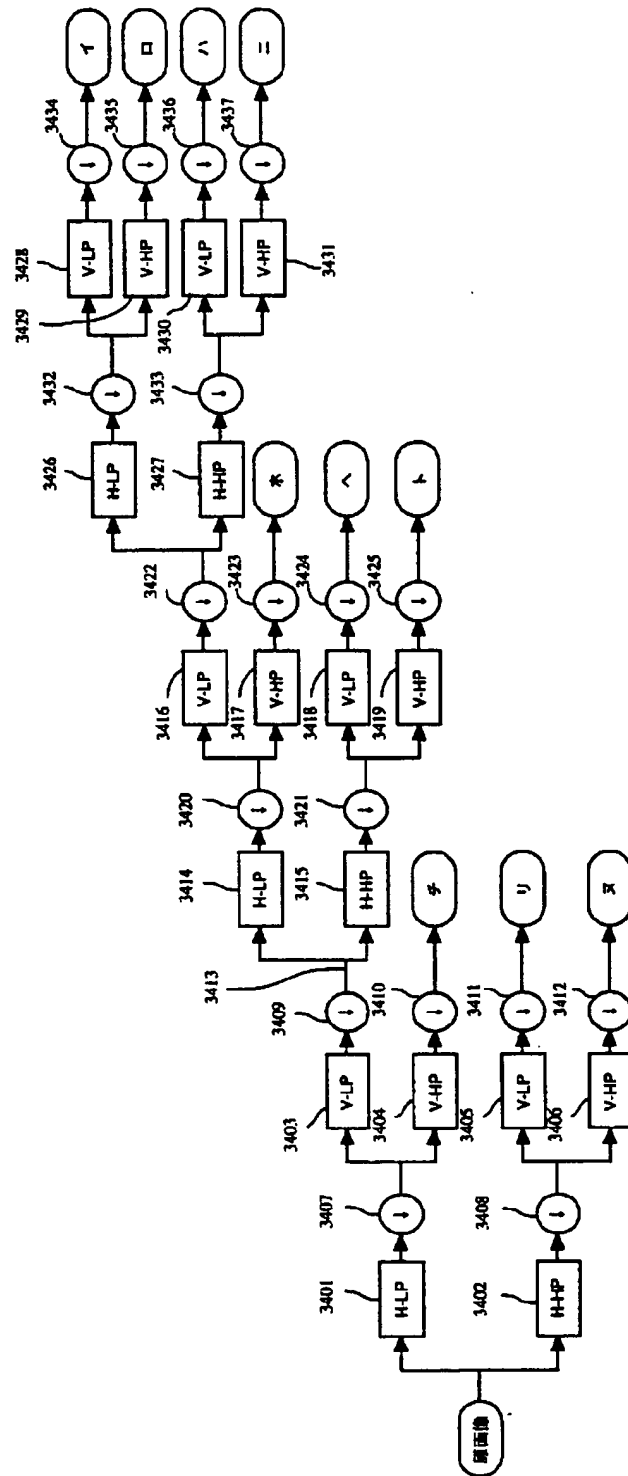 原画像
3401
H-LP
3402
H-HP
3407
↓
3408
↓
3403
V-LP
3404
V-HP
3405
V-LP
3406
V-HP
3409
↓
3410
↓
3411
↓
3412
↓
チ
リ
ヌ
3413
3414
H-LP
3415
H-HP
3420
↓
3421
↓
3416
V-LP
3417
V-HP
3418
V-LP
3419
V-HP
3422
↓
3423
↓
3424
↓
3425
↓
ホ
ヘ
ト
3426
H-LP
3427
H-HP
3432
↓
3433
↓
3428
V-LP
3429
V-HP
3430
V-LP
3431
V-HP
3434
↓
3435
↓
3436
↓
3437
↓
イ
ロ
ハ
ニ